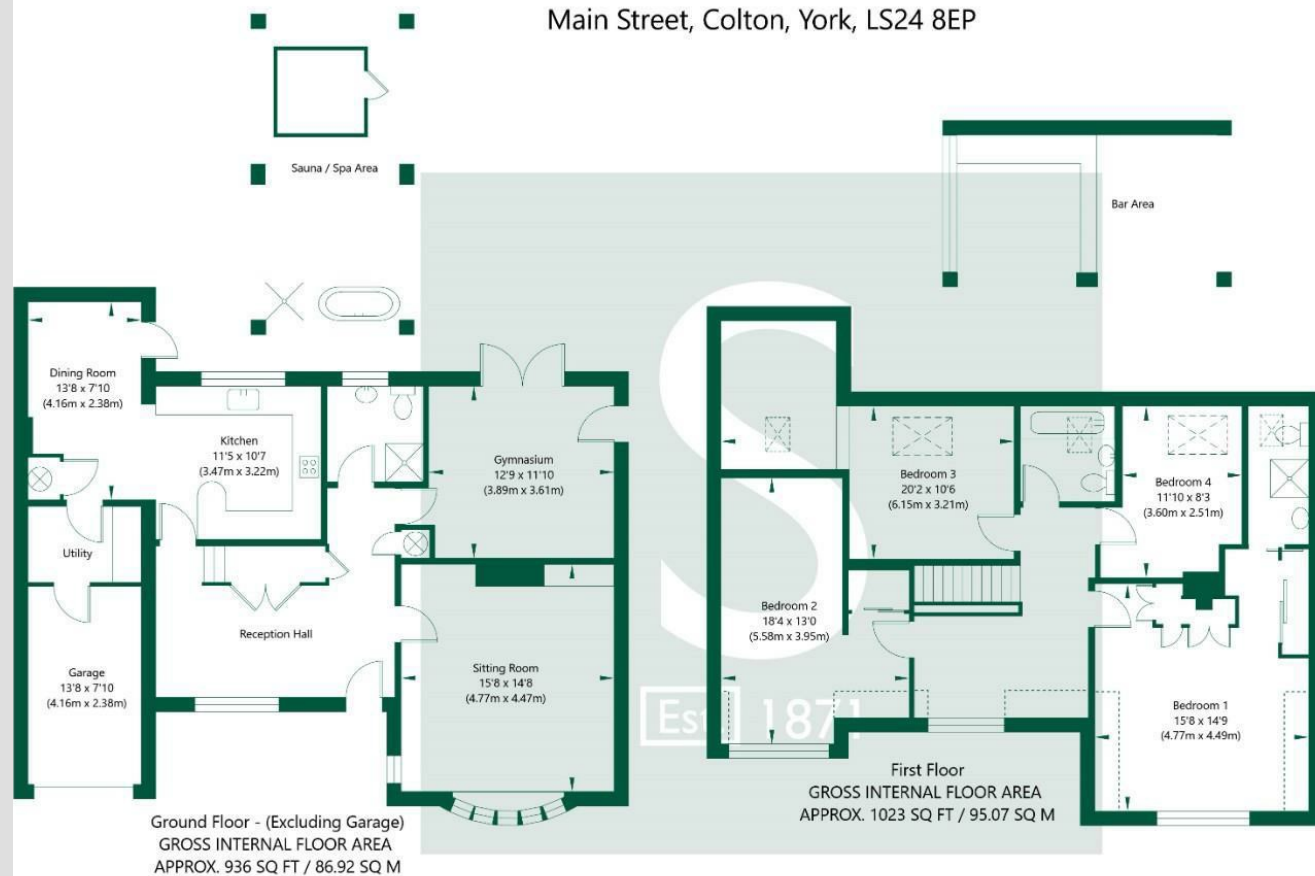 Main Street, Colton, York, LS24 8EP
Sauna / Spa Area
Bar Area
Dining Room
13'8 x 7'10
(4.16m x 2.38m)
Kitchen
11'5 x 10'7
(3.47m x 3.22m)
Gymnasium
12'9 x 11'10
(3.89m x 3.61m)
Utility
Reception Hall
Garage
13'8 x 7'10
(4.16m x 2.38m)
Sitting Room
15'8 x 14'8
(4.77m x 4.47m)
Ground Floor - (Excluding Garage)
GROSS INTERNAL FLOOR AREA
APPROX. 936 SQ FT / 86.92 SQ M
Bedroom 3
20'2 x 10'6
(6.15m x 3.21m)
Bedroom 4
11'10 x 8'3
(3.60m x 2.51m)
Bedroom 2
18'4 x 13'0
(5.58m x 3.95m)
Bedroom 1
15'8 x 14'9
(4.77m x 4.49m)
First Floor
GROSS INTERNAL FLOOR AREA
APPROX. 1023 SQ FT / 95.07 SQ M
S
Est. 1871